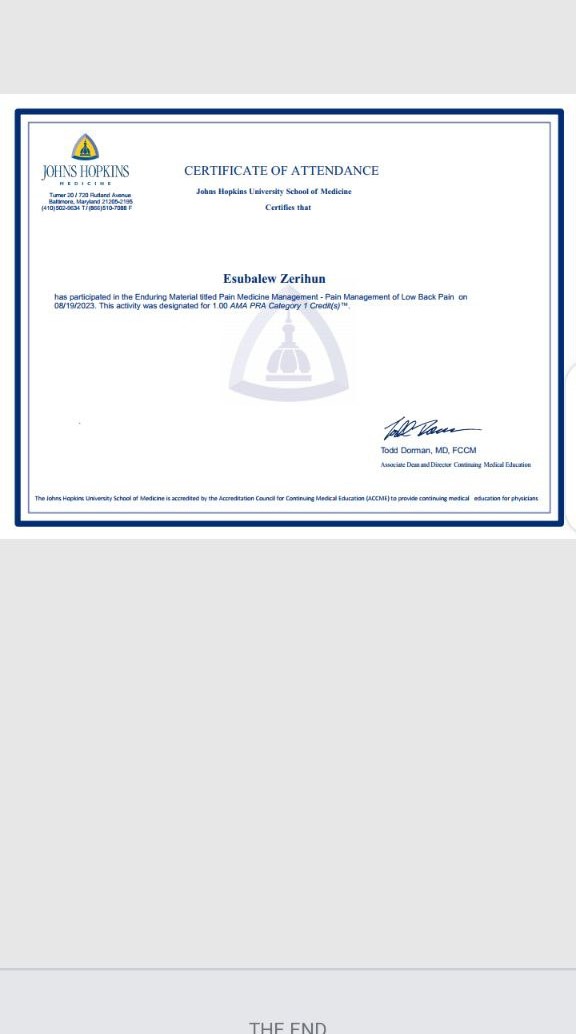 JOHNS HOPKINS
MEDICINE
Turner 20 / 720 Rutland Avenue
Baltimore, Maryland 21205-2195
(410)502-9634 T/ (866)510-7088 F
CERTIFICATE OF ATTENDANCE
Johns Hopkins University School of Medicine
Certifies that
Esubalew Zerihun
has participated in the Enduring Material titled Pain Medicine Management - Pain Management of Low Back Pain on
08/19/2023. This activity was designated for 1.00 AMA PRA Category 1 Credit(s)™.
Todd Dorman, MD, FCCM
Associate Dean and Director Continuing Medical Education
The Johns Hopkins University School of Medicine is accredited by the Accreditation Council for Continuing Medical Education (ACCME) to provide continuing medical education for physicians
THE END